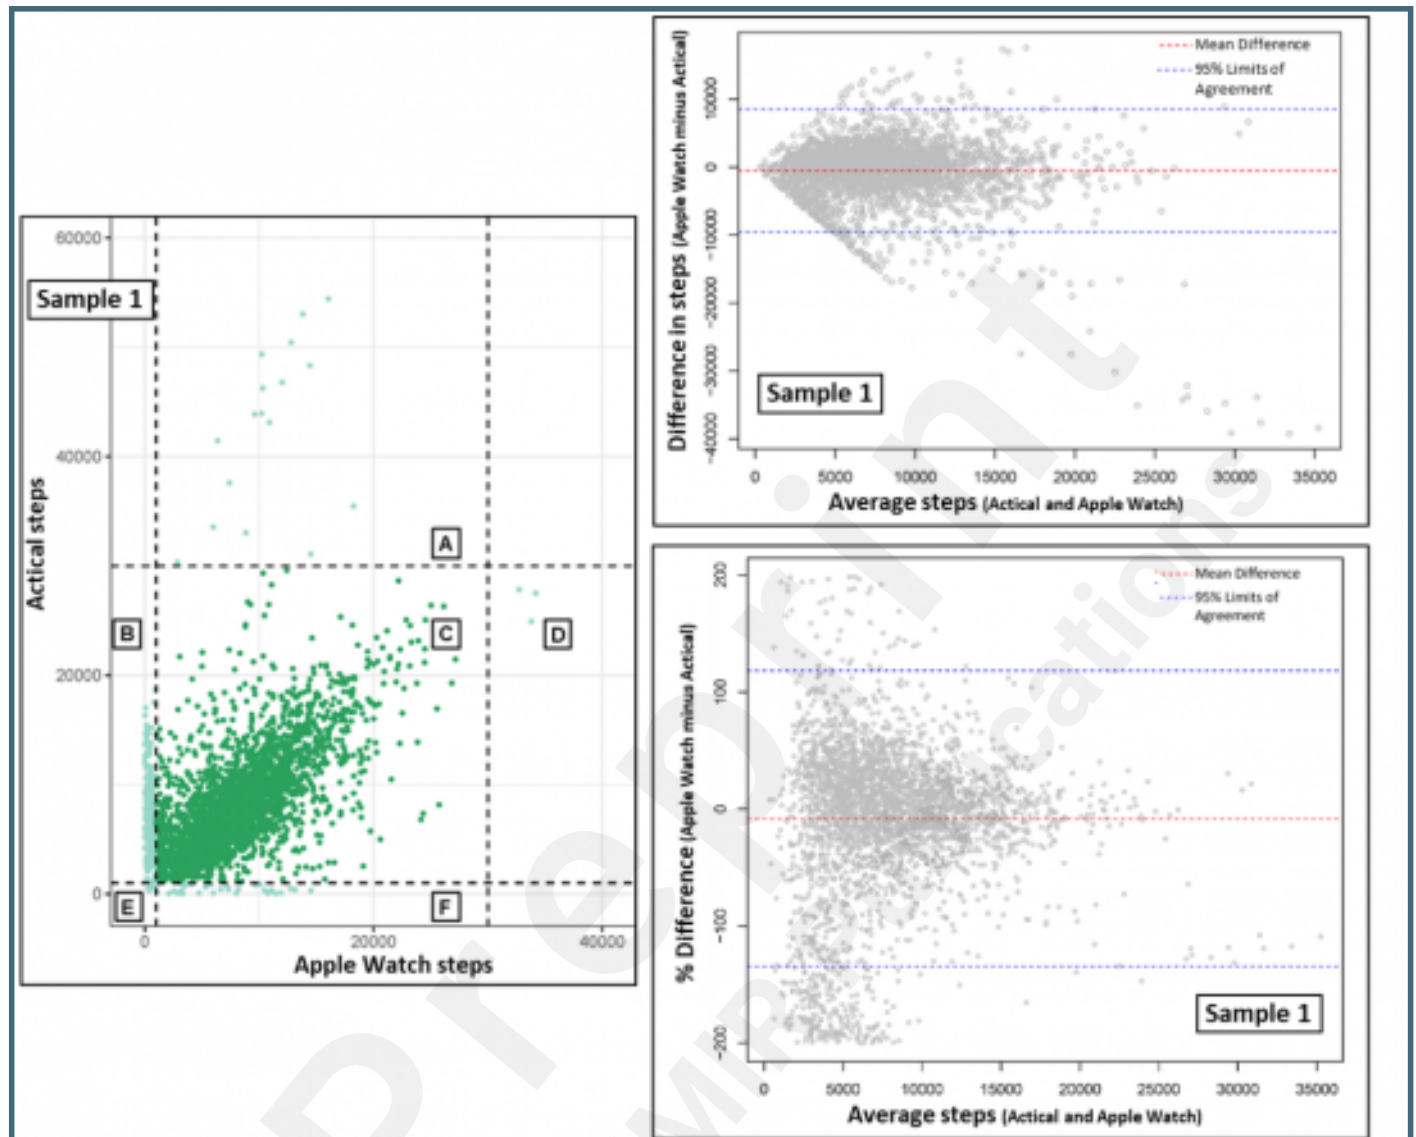 60000
Sample 1
40000
Actical steps
A
B
C
D
20000
0
E
F
0
20000
40000
Apple Watch steps
Difference in steps (Apple Watch minus Actical)
Mean Difference
95% Limits of
Agreement
10000
0
-10000
-20000
-30000
-40000
Sample 1
0
5000
10000
15000
20000
25000
30000
35000
Average steps (Actical and Apple Watch)
% Difference (Apple Watch minus Actical)
Mean Difference
95% Limits of
Agreement
200
100
0
-100
-200
Sample 1
0
5000
10000
15000
20000
25000
30000
35000
Average steps (Actical and Apple Watch)
Preprint